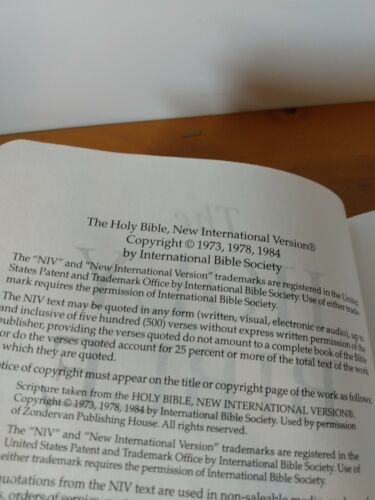 The Holy Bible, New International Version®
Copyright © 1973, 1978, 1984
by International Bible Society
The "NIV" and "New International Version" trademarks are registered in the United
States Patent and Trademark Office by International Bible Society. Use of either trade-
mark requires the permission of International Bible Society.
The NIV text may be quoted in any form (written, visual, electronic or audio), up to
and inclusive of five hundred (500) verses without express written permission of the
publisher, providing the verses quoted do not amount to a complete book of the Bible
or do the verses quoted account for 25 percent or more of the total text of the work
which they are quoted.
tice of copyright must appear on the title or copyright page of the work as follows:
Scripture taken from the HOLY BIBLE, NEW INTERNATIONAL VERSION®.
Copyright © 1973, 1978, 1984 by International Bible Society. Used by permission
of Zondervan Publishing House. All rights reserved.
The "NIV" and "New International Version" trademarks are registered in the
United States Patent and Trademark Office by International Bible Society. Use of
either trademark requires the permission of International Bible Society.
quotations from the NIV text are used in non-saleable media
orders of service